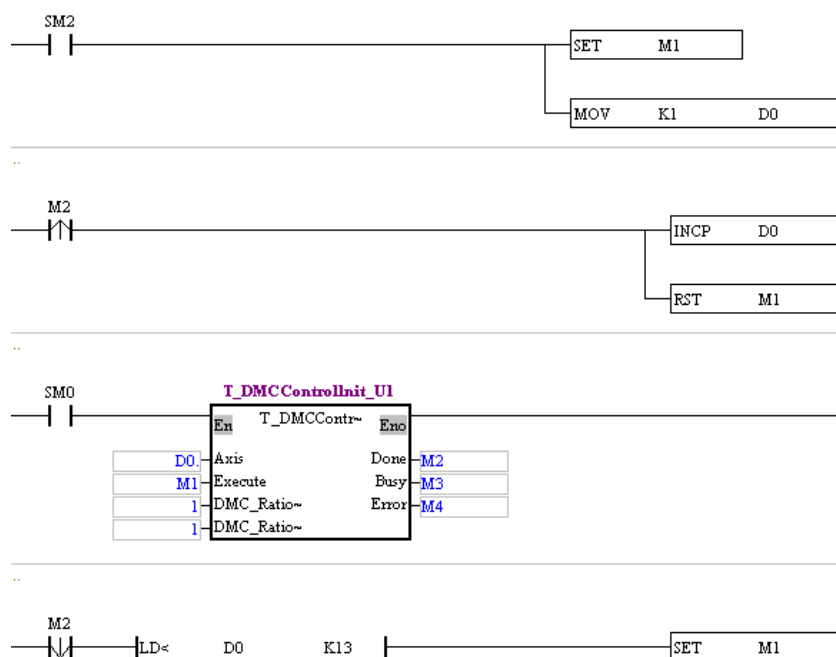 SM2
SET M1
MOV K1 D0
..
M2
INCP D0
RST M1
..
SM0
T_DMCControlInit_U1
En T_DMCContr~ Eno
D0. Axis Done M2
M1 Execute Busy M3
1 DMC_Ratio~ Error M4
1 DMC_Ratio~
..
M2
LD< D0 K13 SET M1